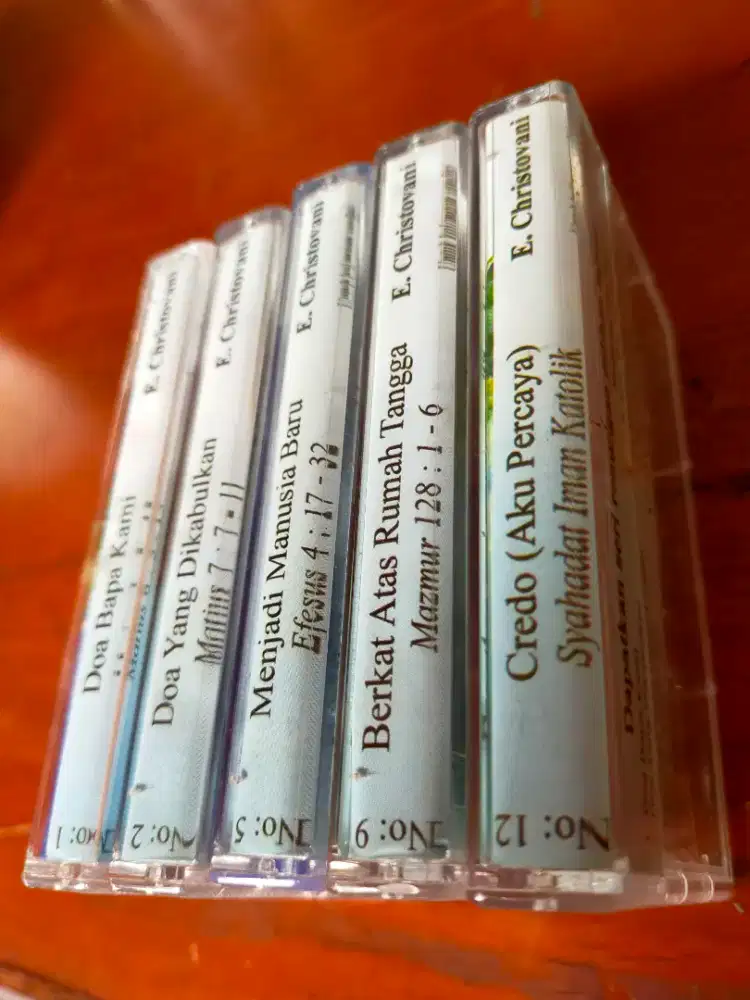 Doa Bapa Kami
E. Christovani
No: 1
Doa Yang Dikabulkan
E. Christovani
Matius 7 : 7 - 11
No: 2
Menjadi Manusia Baru
E. Christovani
Efesus 4 : 17 - 32
No: 5
Berkat Atas Rumah Tangga
E. Christovani
Mazmur 128 : 1 - 6
No: 9
Credo (Aku Percaya)
E. Christovani
Syahadat Iman Katolik
No: 12
Dapatkan seri